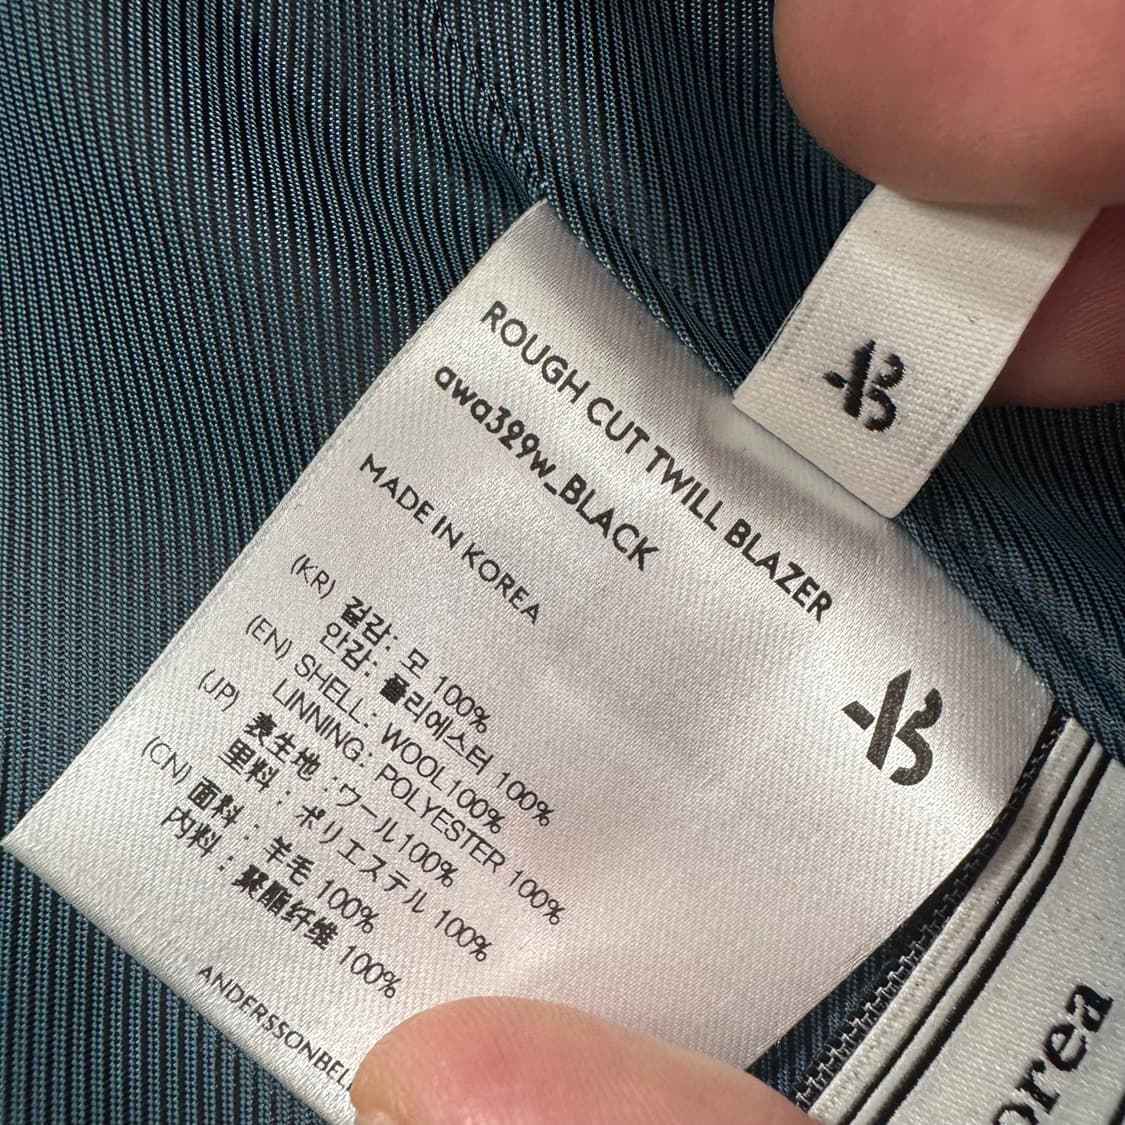 ROUGH CUT TWILL BLAZER
awa329w_BLACK
MADE IN KOREA
(KR) 겉감: 모 100%
안감: 폴리에스터 100%
(EN) SHELL: WOOL100%
LINNING: POLYESTER 100%
(JP) 表生地:ウール100%
里料:ポリエステル 100%
(CN) 面料:羊毛 100%
内料:聚酯纤维 100%
ANDERSSONBEL
orea